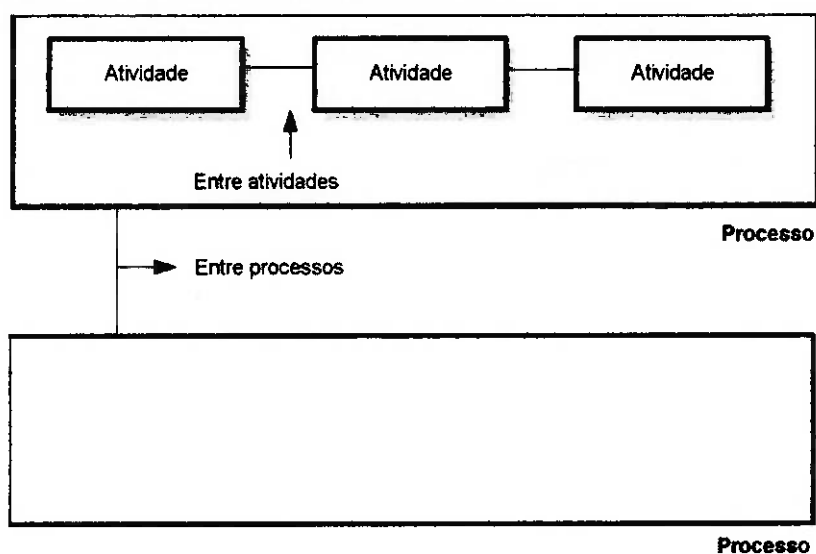 Atividade Atividade Atividade
Entre atividades
Processo
Entre processos
Processo